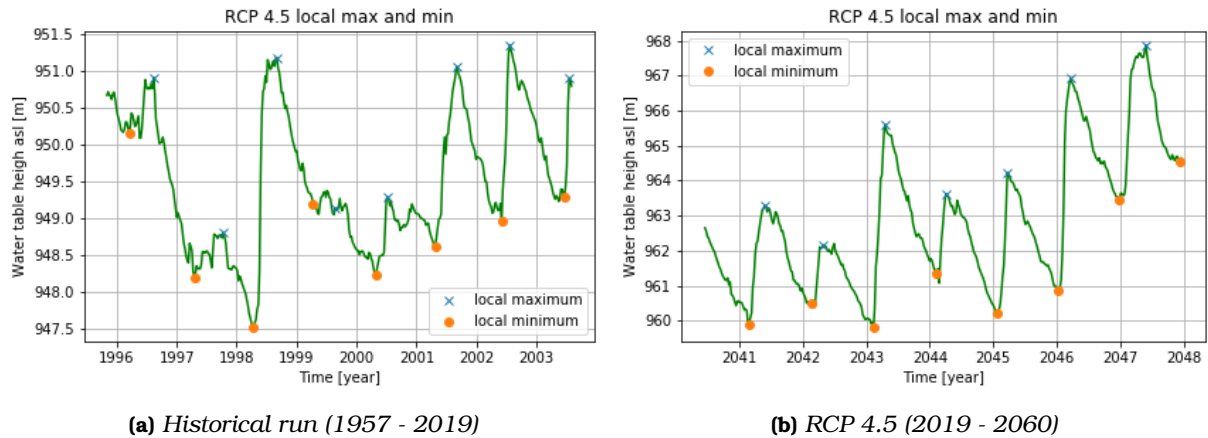 RCP 4.5 local max and min
951.5
951.0
950.5
950.0
949.5
949.0
948.5
948.0
947.5
Water table heigh asl [m]
local maximum
local minimum
1996 1997 1998 1999 2000 2001 2002 2003
Time [year]
(a) Historical run (1957 - 2019)
RCP 4.5 local max and min
968
967
966
965
964
963
962
961
960
Water table heigh asl [m]
local maximum
local minimum
2041 2042 2043 2044 2045 2046 2047 2048
Time [year]
(b) RCP 4.5 (2019 - 2060)